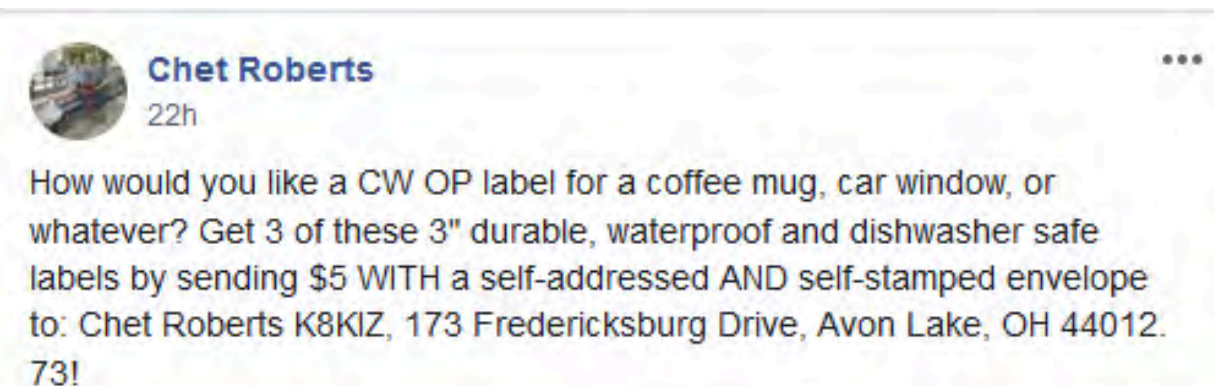 Chet Roberts
22h
How would you like a CW OP label for a coffee mug, car window, or
whatever? Get 3 of these 3" durable, waterproof and dishwasher safe
labels by sending $5 WITH a self-addressed AND self-stamped envelope
to: Chet Roberts K8KIZ, 173 Fredericksburg Drive, Avon Lake, OH 44012.
73!